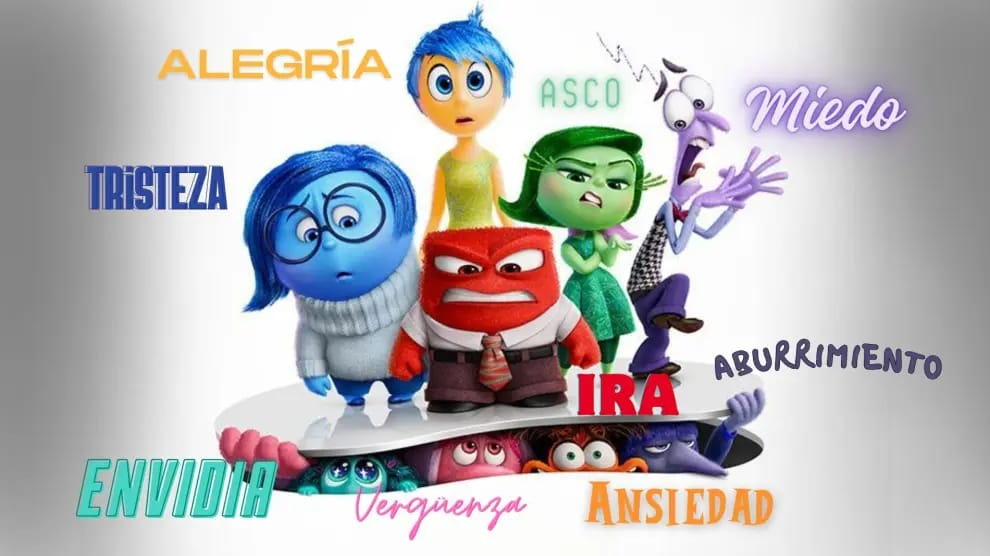 ALEGRÍA
ASCO
Miedo
TRISTEZA
ABURRIMIENTO
IRA
ENVIDIA
Vergüenza
ANSIEDAD